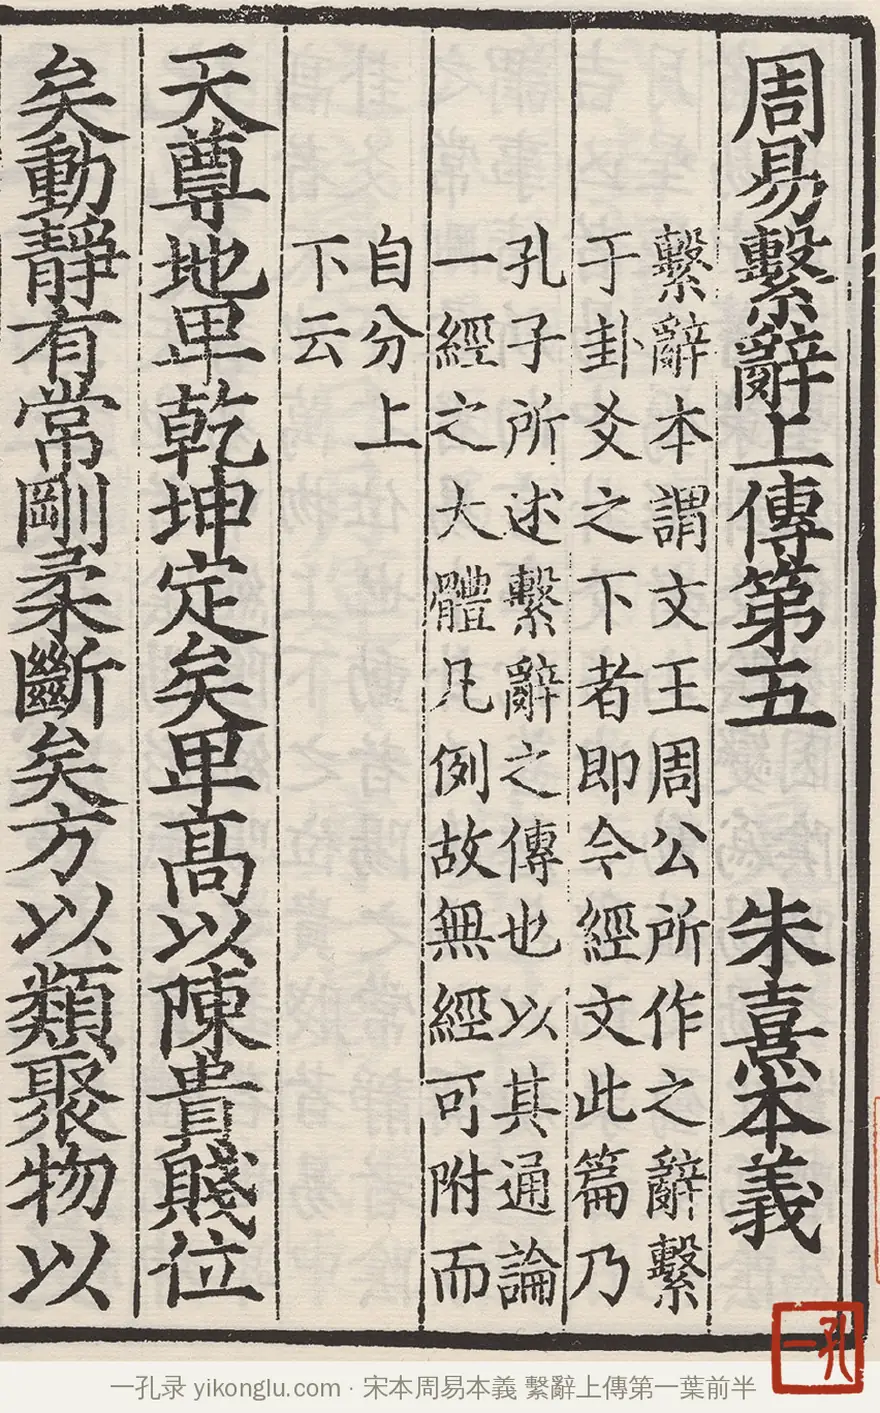 周易繫辭上傳第五 朱熹本義
繫辭本謂文王周公所作之辭繫
于卦爻之下者即今經文此篇乃
孔子所述繫辭之傳也以其通論
一經之大體凡例故無經可附而
自分上
下云
天尊地卑乾坤定矣卑高以陳貴賤位
矣動靜有常剛柔斷矣方以類聚物以
一孔
一孔录 yikonglu.com · 宋本周易本義 繫辭上傳第一葉前半